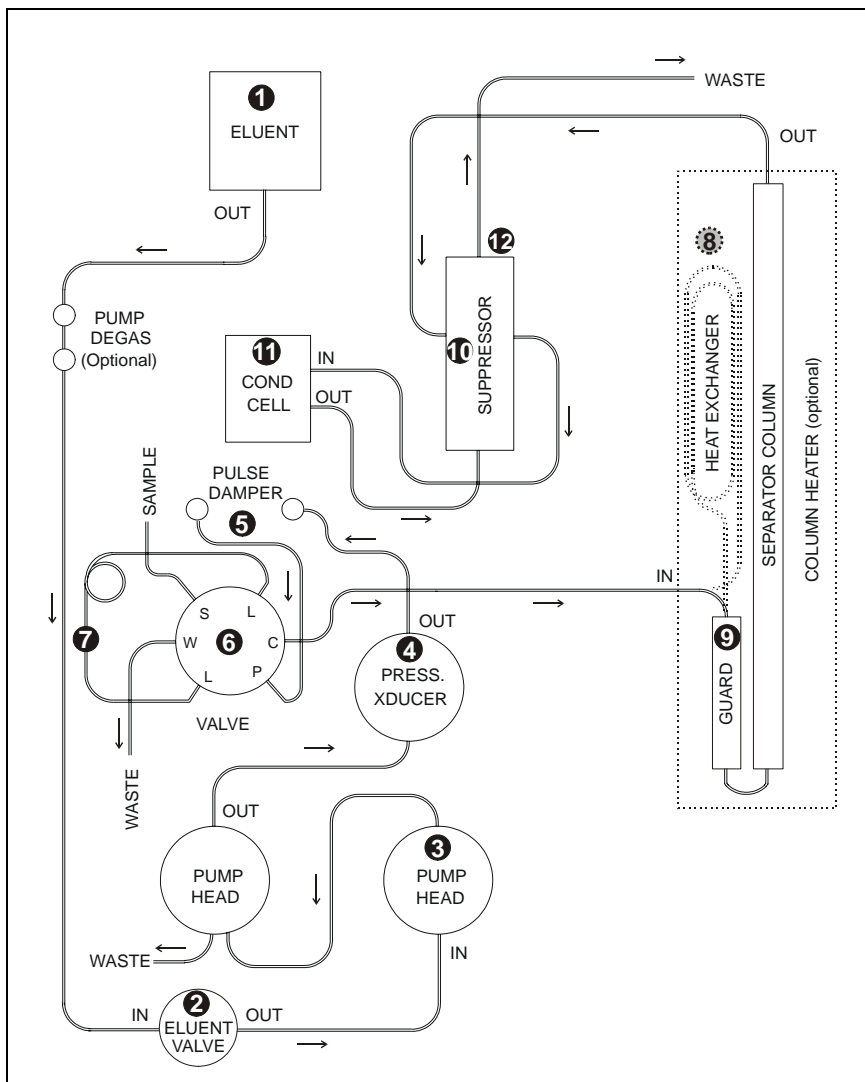 WASTE
1
ELUENT
OUT
OUT
8
12
PUMP
DEGAS
(Optional)
11
COND
CELL
IN
OUT
10
SUPPRESSOR
HEAT EXCHANGER
SEPARATOR COLUMN
COLUMN HEATER (optional)
SAMPLE
PULSE
DAMPER
5
IN
7
S
L
W
6
C
L
P
VALVE
WASTE
OUT
4
PRESS.
XDUCER
9
GUARD
OUT
PUMP
HEAD
3
PUMP
HEAD
WASTE
IN
IN
2
OUT
ELUENT
VALVE